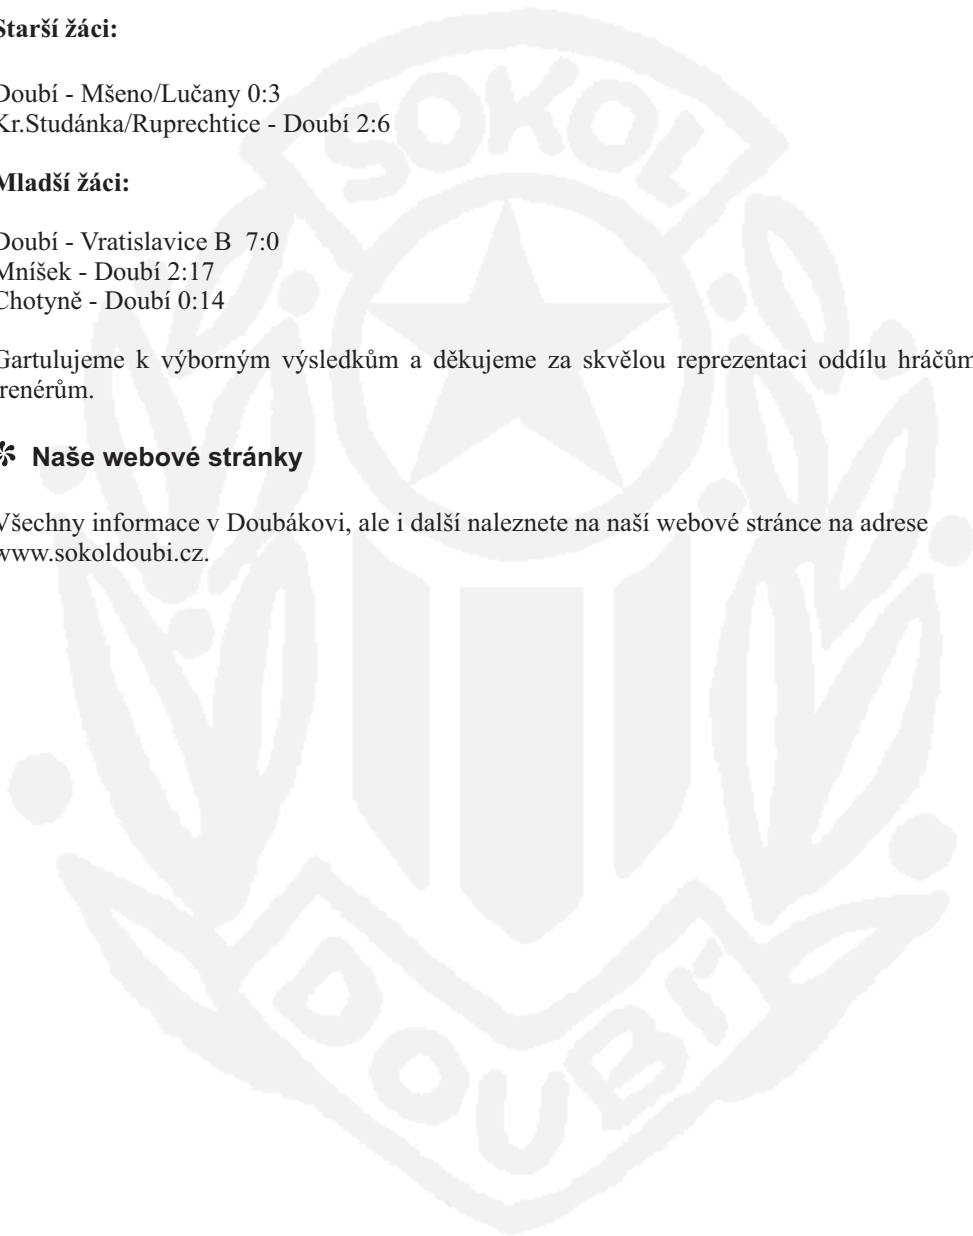 SOKOL
Starší žáci:
Doubí - Mšeno/Lučany 0:3
Kr.Studánka/Ruprechtice - Doubí 2:6
Mladší žáci:
Doubí - Vratislavice B 7:0
Mníšek - Doubí 2:17
Chotyně - Doubí 0:14
Gartulujeme k výborným výsledkům a děkujeme za skvělou reprezentaci oddílu hráčům
trenérům.
Naše webové stránky
Všechny informace v Doubákovi, ale i další naleznete na naší webové stránce na adrese
www.sokoldoubi.cz.
DOUBÍ